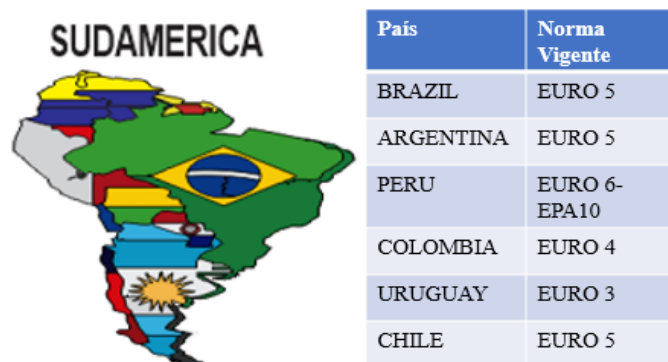 SUDAMERICA
País Norma
Vigente
BRAZIL EURO 5
ARGENTINA EURO 5
PERU EURO 6-
EPA10
COLOMBIA EURO 4
URUGUAY EURO 3
CHILE EURO 5